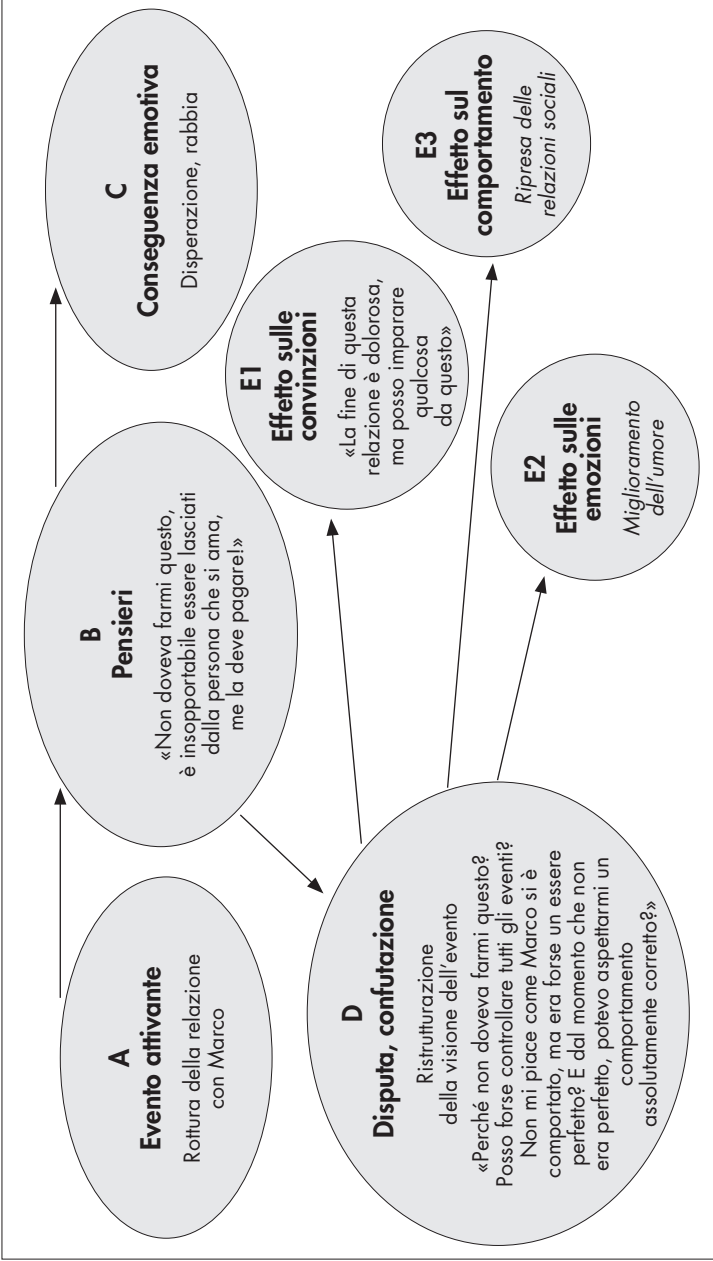 A
Evento attivante
Rottura della relazione
con Marco
B
Pensieri
«Non doveva farmi questo,
è insopportabile essere lasciati
dalla persona che si ama,
me la deve pagare!»
C
Conseguenza emotiva
Disperazione, rabbia
D
Disputa, confutazione
Ristrutturazione
della visione dell'evento
«Perché non doveva farmi questo?
Posso forse controllare tutti gli eventi?
Non mi piace come Marco si è
comportato, ma era forse un essere
perfetto? E dal momento che non
era perfetto, potevo aspettarmi un
comportamento
assolutamente corretto?»
E1
Effetto sulle
convinzioni
«La fine di questa
relazione è dolorosa,
ma posso imparare
qualcosa
da questo»
E2
Effetto sulle
emozioni
Miglioramento
dell'umore
E3
Effetto sul
comportamento
Ripresa delle
relazioni sociali